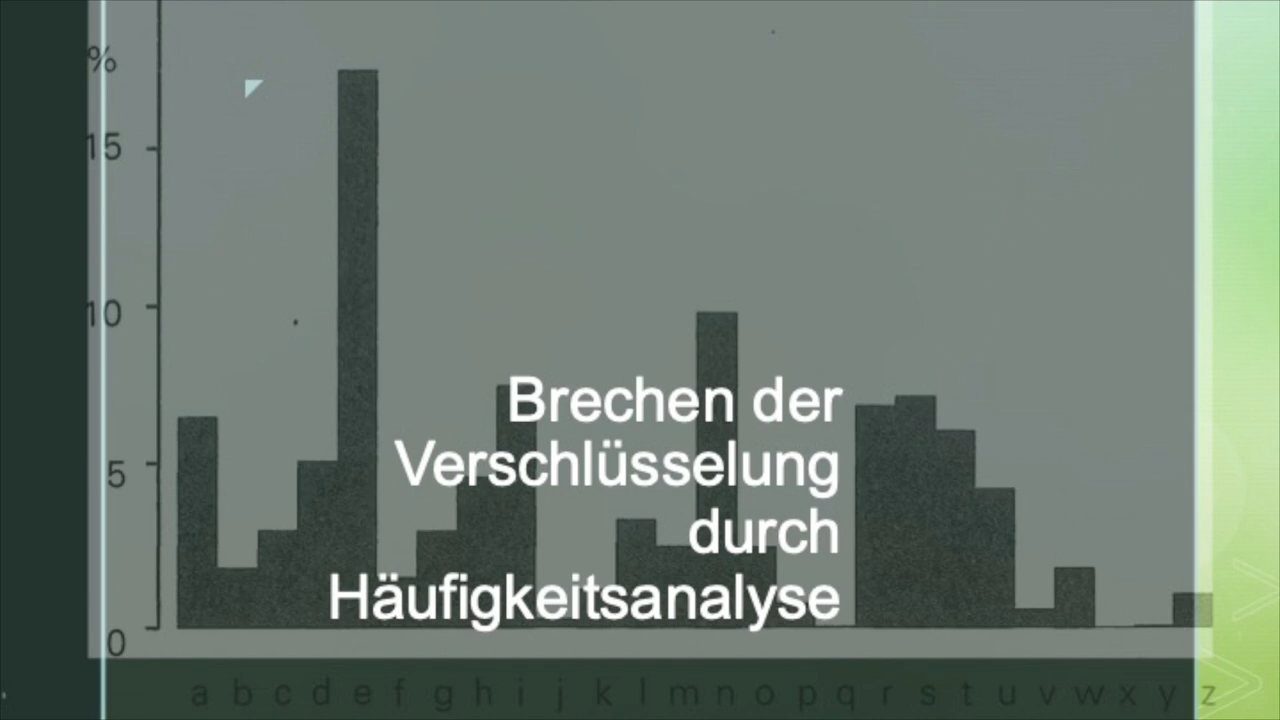 %
15
10
5
0
Brechen der
Verschlüsselung
durch
Häufigkeitsanalyse
a b c d e f g h i j k l m n o p q r s t u v w x y z